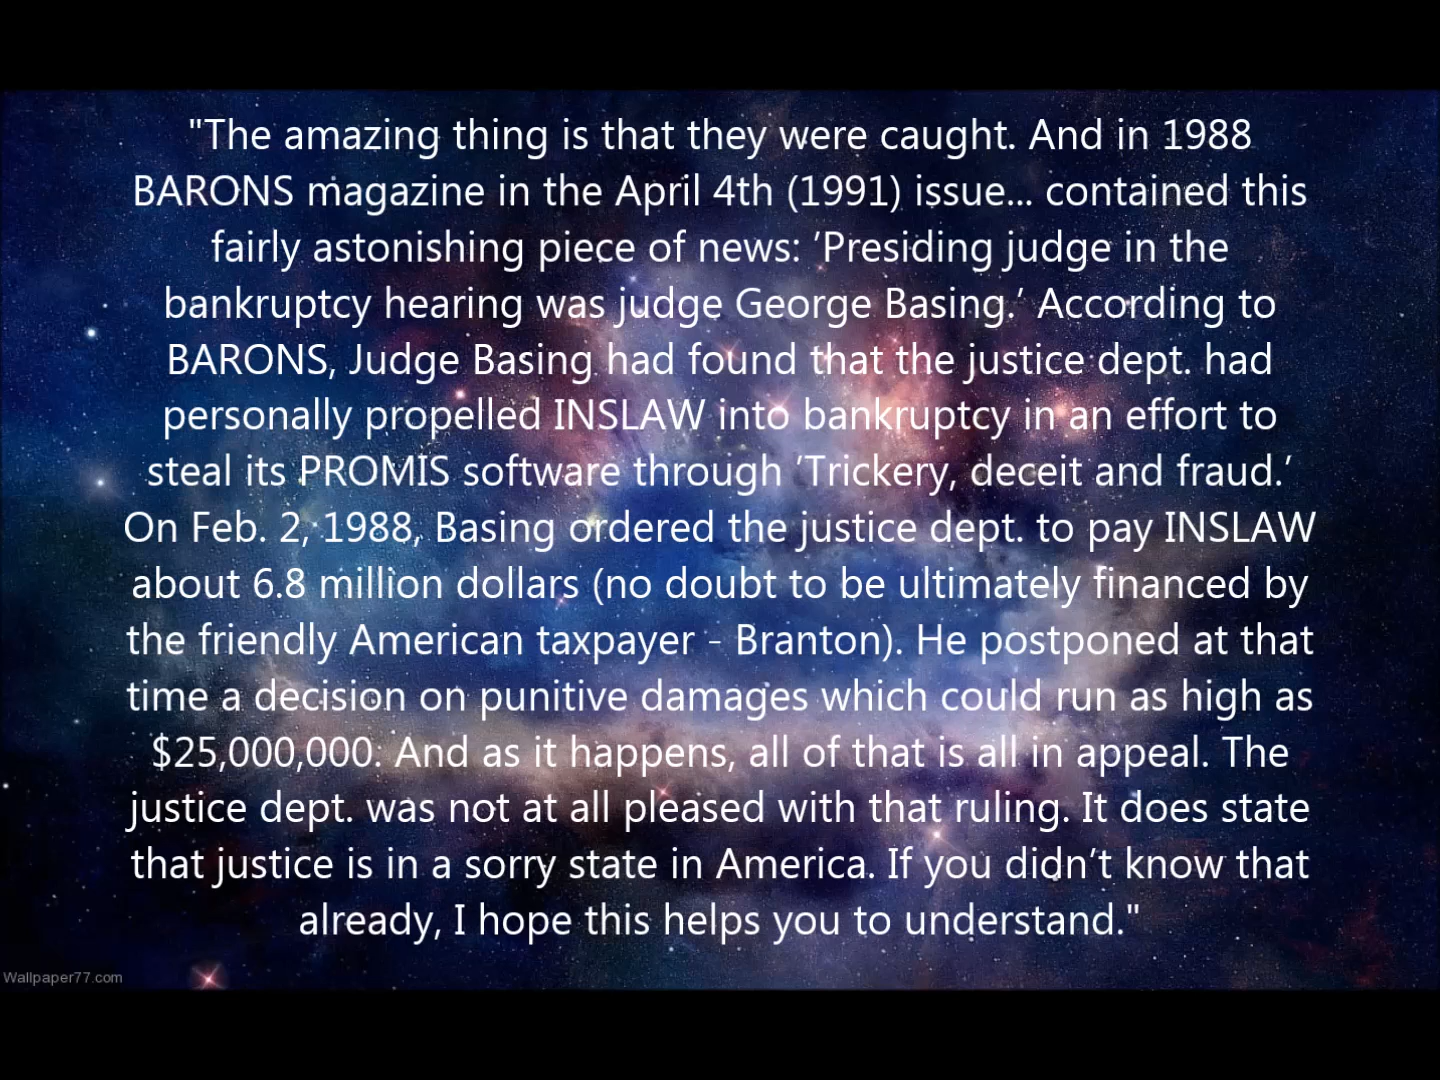 "The amazing thing is that they were caught. And in 1988
BARONS magazine in the April 4th (1991) issue... contained this
fairly astonishing piece of news: ’Presiding judge in the
bankruptcy hearing was judge George Basing.’ According to
BARONS, Judge Basing had found that the justice dept. had
personally propelled INSLAW into bankruptcy in an effort to
steal its PROMIS software through ’Trickery, deceit and fraud.’
On Feb. 2, 1988, Basing ordered the justice dept. to pay INSLAW
about 6.8 million dollars (no doubt to be ultimately financed by
the friendly American taxpayer - Branton). He postponed at that
time a decision on punitive damages which could run as high as
$25,000,000. And as it happens, all of that is all in appeal. The
justice dept. was not at all pleased with that ruling. It does state
that justice is in a sorry state in America. If you didn’t know that
already, I hope this helps you to understand."
Wallpaper77.com